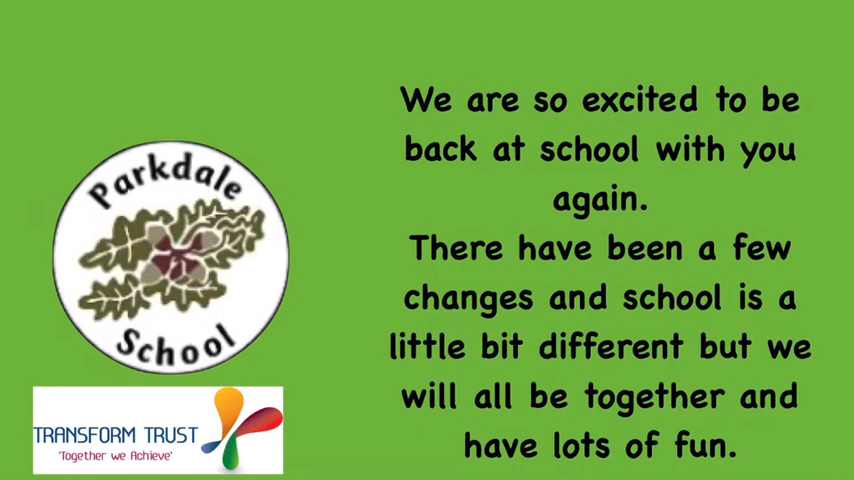 Parkdale
School
TRANSFORM TRUST
'Together we Achieve'
We are so excited to be
back at school with you
again.
There have been a few
changes and school is a
little bit different but we
will all be together and
have lots of fun.